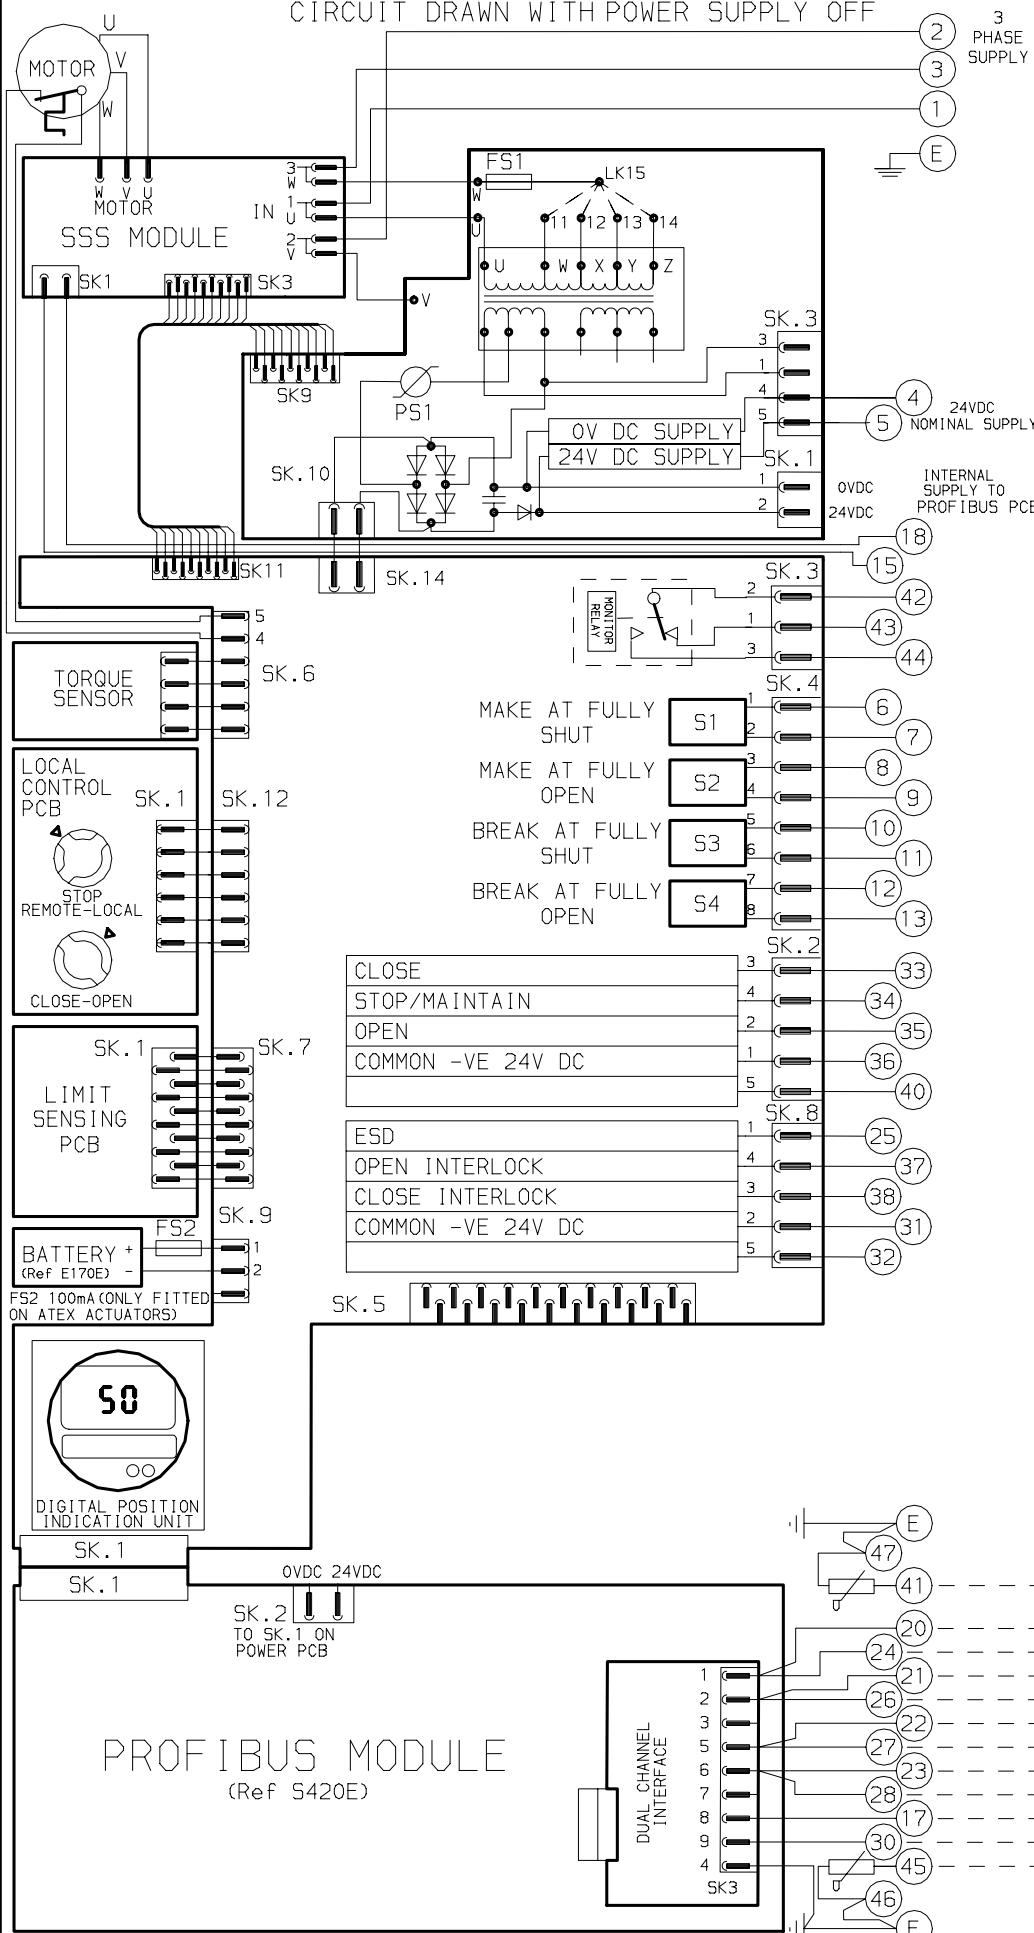 CIRCUIT DRAWN WITH POWER SUPPLY OFF
U
V
W
MOTOR
2
3
1
E
3
PHASE
SUPPLY
W V U
MOTOR
SSS MODULE
IN
3
W
1
U
2
V
SK1
SK3
FS1
W
U
V
LK15
11 12 13 14
U W X Y Z
SK9
PS1
SK.3
3
1
4
5
4
5
24VDC
NOMINAL SUPPLY
0V DC SUPPLY
24V DC SUPPLY
SK.1
1
2
0VDC
24VDC
INTERNAL
SUPPLY TO
PROFIBUS PCB
SK.10
18
15
SK11
SK.14
MONITOR
RELAY
SK.3
2
1
3
42
43
44
5
4
SK.6
TORQUE
SENSOR
SK.4
MAKE AT FULLY
SHUT
S1
1
2
6
7
MAKE AT FULLY
OPEN
S2
3
4
8
9
BREAK AT FULLY
SHUT
S3
5
6
10
11
BREAK AT FULLY
OPEN
S4
7
8
12
13
LOCAL
CONTROL
PCB
SK.1
SK.12
STOP
REMOTE-LOCAL
CLOSE-OPEN
SK.2
CLOSE 3 33
STOP/MAINTAIN 4 34
OPEN 2 35
COMMON -VE 24V DC 1 36
5 40
SK.1
SK.7
LIMIT
SENSING
PCB
SK.8
ESD 1 25
OPEN INTERLOCK 4 37
CLOSE INTERLOCK 3 38
COMMON -VE 24V DC 2 31
5 32
SK.9
FS2
BATTERY + -
(Ref E170E)
1
2
FS2 100mA(ONLY FITTED
ON ATEX ACTUATORS)
SK.5
50
DIGITAL POSITION
INDICATION UNIT
SK.1
SK.1
0VDC 24VDC
SK.2
TO SK.1 ON
POWER PCB
PROFIBUS MODULE
(Ref S420E)
DUAL CHANNEL
INTERFACE
1
2
3
5
6
7
8
9
4
SK3
E
47
41
U
20
24
21
26
22
27
23
28
17
30
45
U
46
E